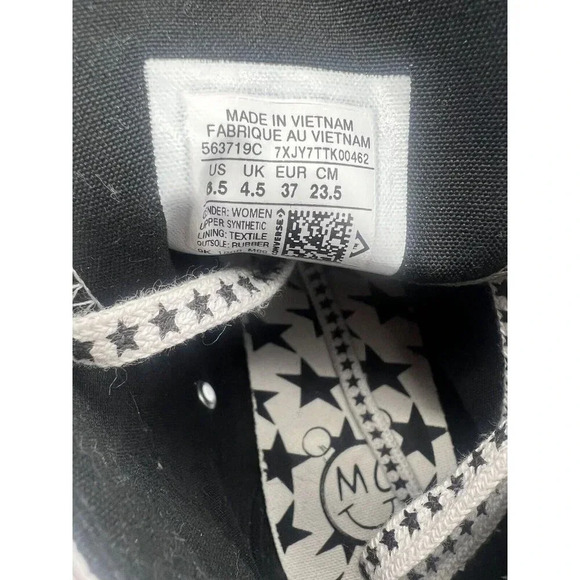 MADE IN VIETNAM
FABRIQUE AU VIETNAM
563719C 7XJY7TTK00462
US UK EUR CM
6.5 4.5 37 23.5
GENDER: WOMEN
UPPER SYNTHETIC
LINING: TEXTILE
OUTSOLE: RUBBER
CONVERSE
MC